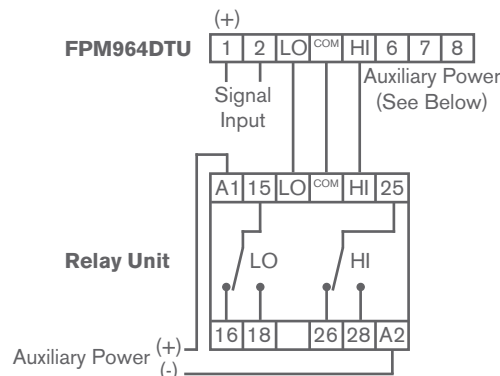 (+)
FPM964DTU 1 2 LO COM HI 6 7 8
Signal
Input
Auxiliary Power
(See Below)
A1 15 LO COM HI 25
Relay Unit
LO
HI
16 18 26 28 A2
Auxiliary Power (+)
(-)